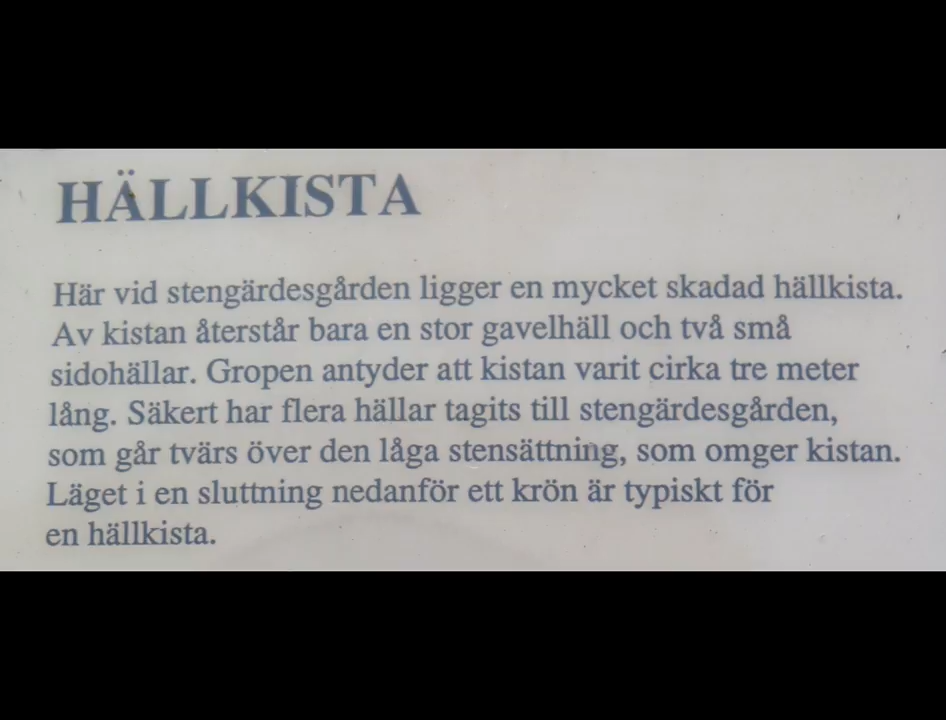 HÄLLKISTA
Här vid stengärdesgården ligger en mycket skadad hällkista.
Av kistan återstår bara en stor gavelhäll och två små
sidohällar. Gropen antyder att kistan varit cirka tre meter
lång. Säkert har flera hällar tagits till stengärdesgården,
som går tvärs över den låga stensättning, som omger kistan.
Läget i en sluttning nedanför ett krön är typiskt för
en hällkista.